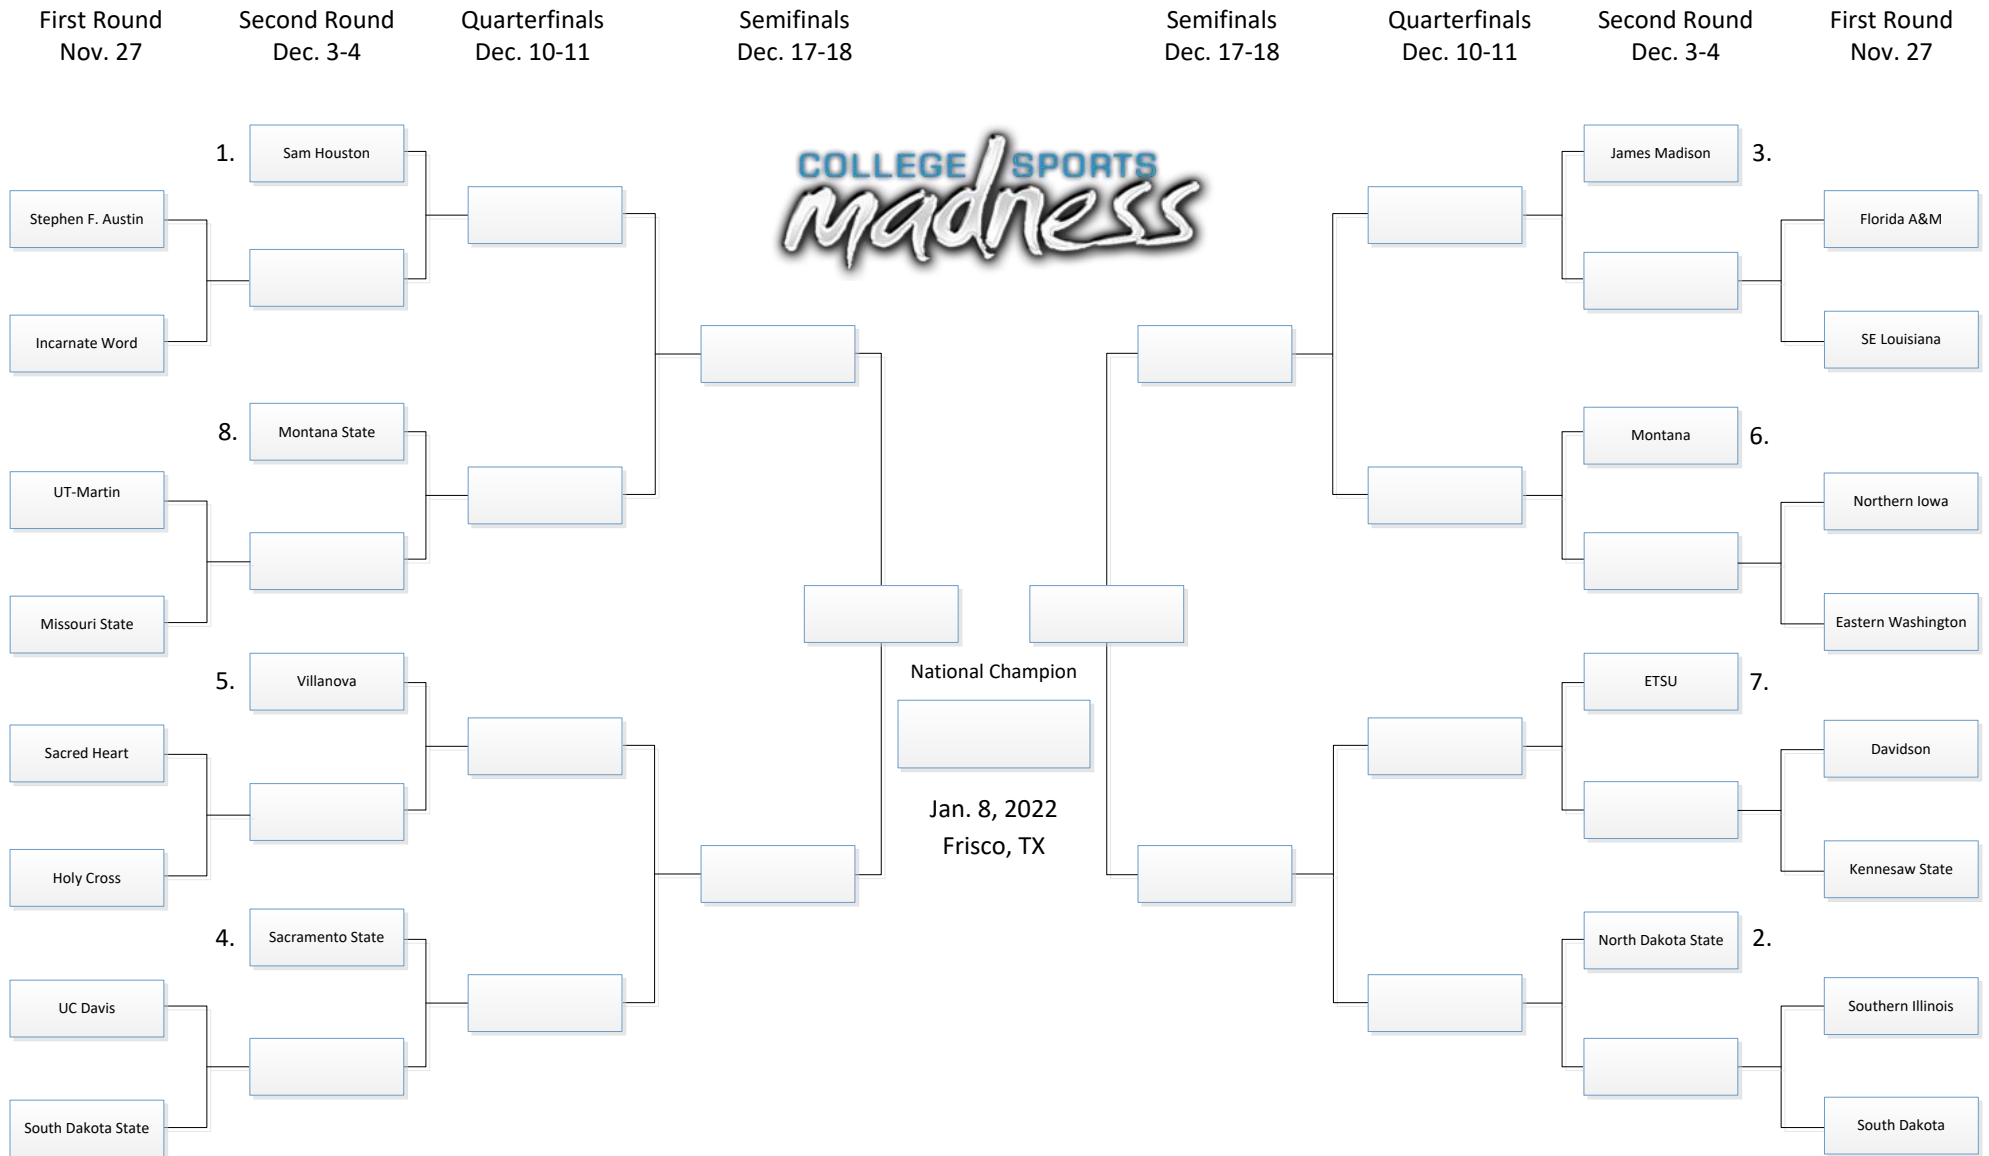 First Round
Nov. 27
Second Round
Dec. 3-4
Quarterfinals
Dec. 10-11
Semifinals
Dec. 17-18
Semifinals
Dec. 17-18
Quarterfinals
Dec. 10-11
Second Round
Dec. 3-4
First Round
Nov. 27
COLLEGE SPORTS
madness
1. Sam Houston
Stephen F. Austin
Incarnate Word
8. Montana State
UT-Martin
Missouri State
5. Villanova
Sacred Heart
Holy Cross
4. Sacramento State
UC Davis
South Dakota State
National Champion
Jan. 8, 2022
Frisco, TX
James Madison 3.
Florida A&M
SE Louisiana
Montana 6.
Northern Iowa
Eastern Washington
ETSU 7.
Davidson
Kennesaw State
North Dakota State 2.
Southern Illinois
South Dakota